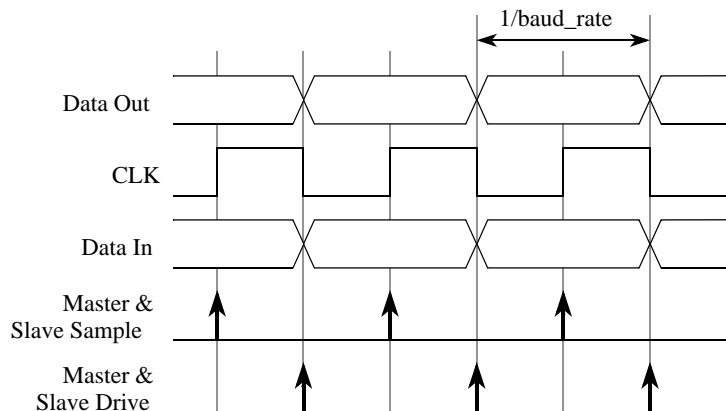 1/baud_rate
Data Out
CLK
Data In
Master &
Slave Sample
Master &
Slave Drive